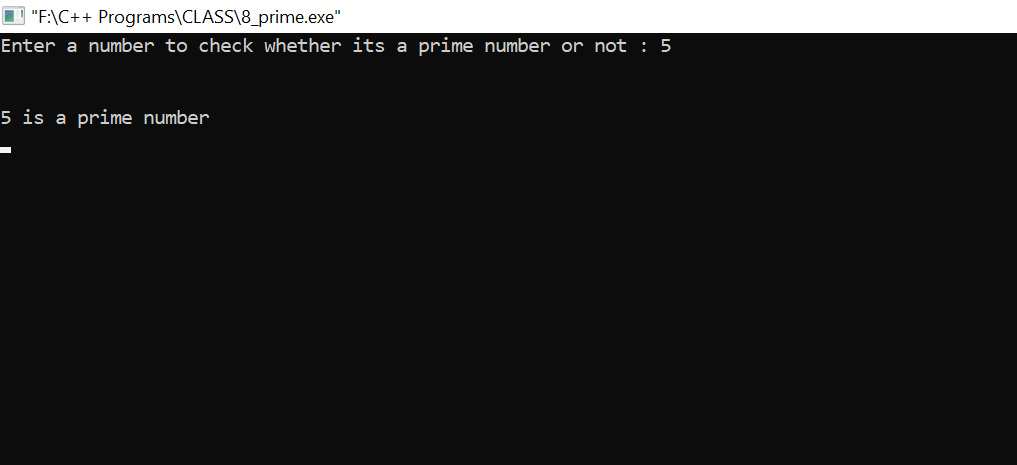 "F:\C++ Programs\CLASS\8_prime.exe"
Enter a number to check whether its a prime number or not : 5
5 is a prime number